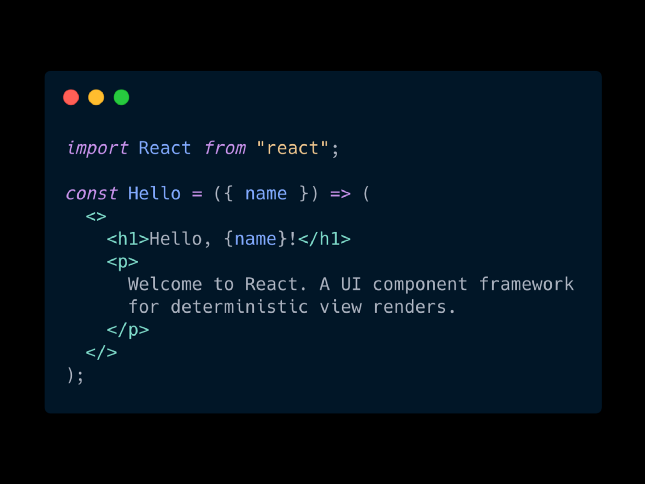 import React from "react";
const Hello = ({ name }) => (
  <>
    <h1>Hello, {name}!</h1>
    <p>
      Welcome to React. A UI component framework
      for deterministic view renders.
    </p>
  </>
);